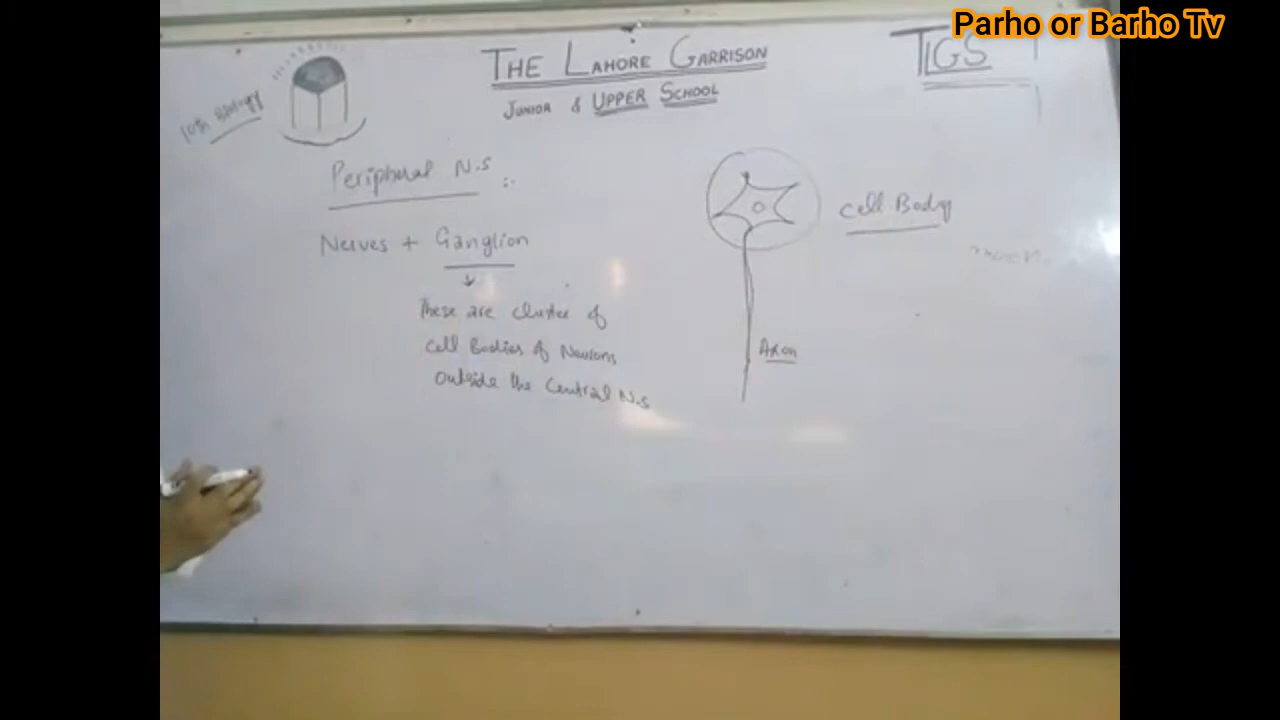 Parho or Barho Tv
THE LAHORE GARRISON
TLGS
JUNIOR & UPPER SCHOOL
10th Biology
Peripheral N.S :-
Nerves + Ganglion
These are cluster of
cell Bodies of Neurons
outside the Central N.S
Cell Body
Axon